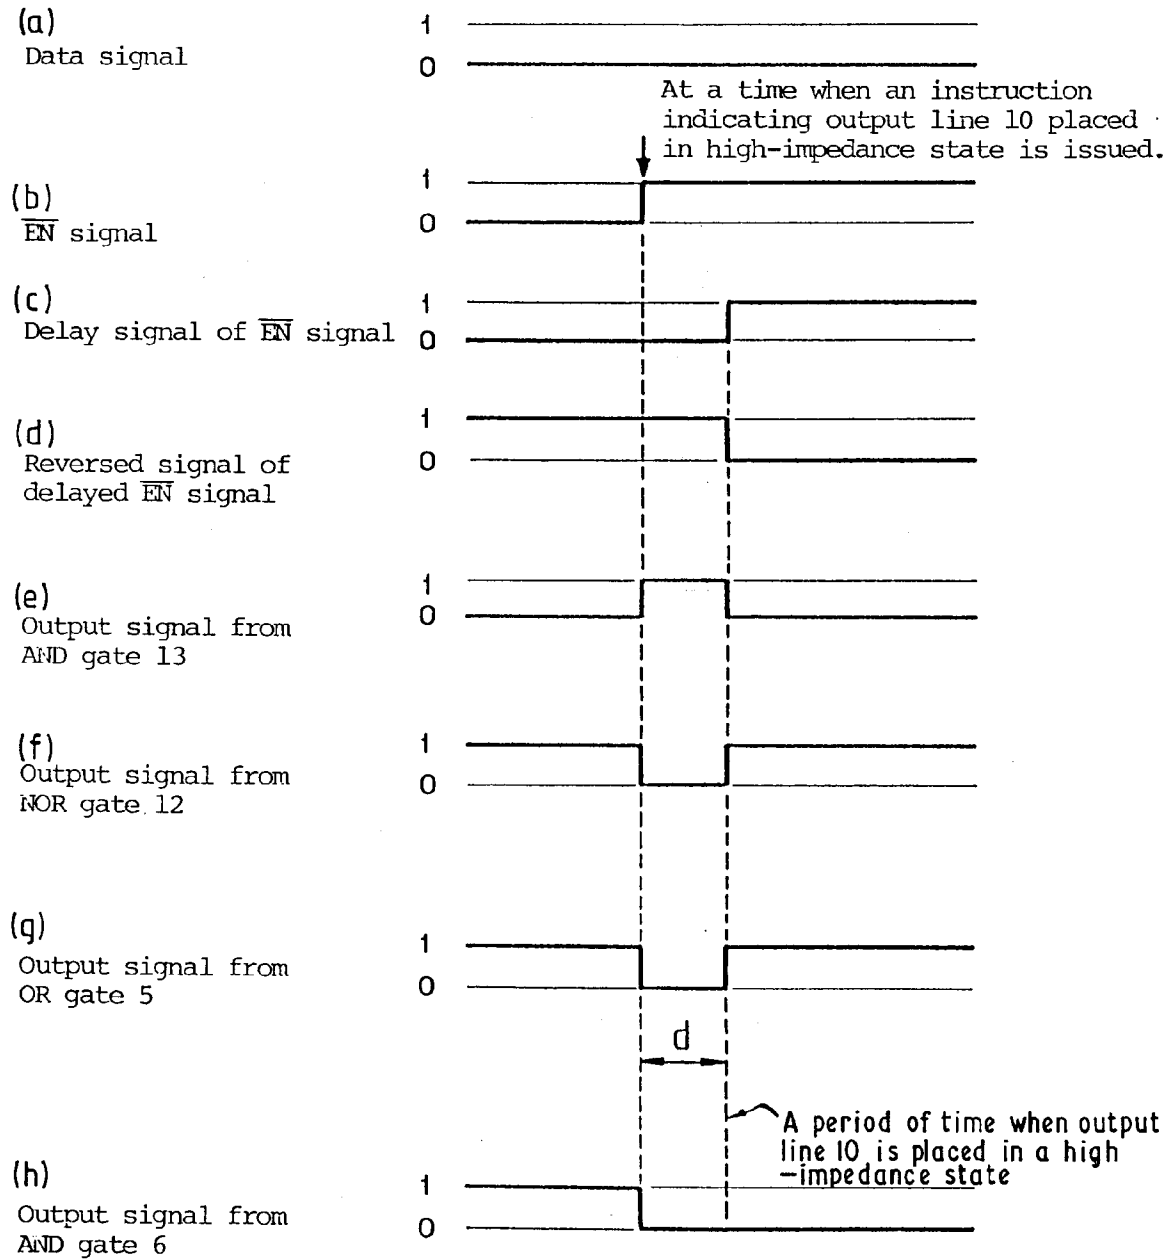 (a)
Data signal
1
0
At a time when an instruction
indicating output line 10 placed
in high-impedance state is issued.
(b)
E̅N̅ signal
1
0
(c)
Delay signal of E̅N̅ signal
1
0
(d)
Reversed signal of
delayed E̅N̅ signal
1
0
(e)
Output signal from
AND gate 13
1
0
(f)
Output signal from
NOR gate 12
1
0
(g)
Output signal from
OR gate 5
1
0
d
A period of time when output
line 10 is placed in a high
-impedance state
(h)
Output signal from
AND gate 6
1
0